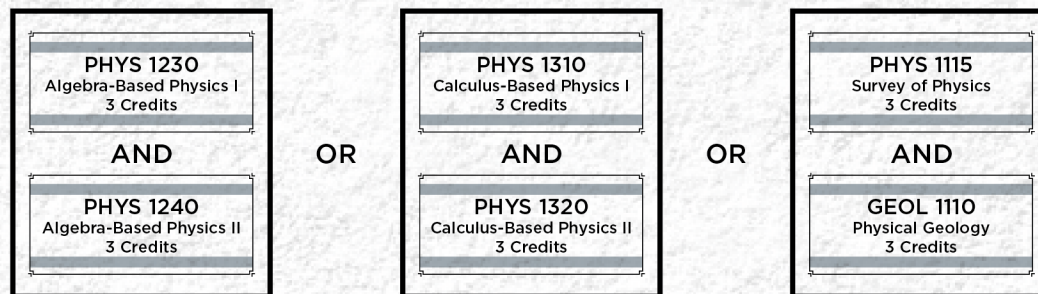 PHYS 1230
Algebra-Based Physics I
3 Credits
AND
PHYS 1240
Algebra-Based Physics II
3 Credits
OR
PHYS 1310
Calculus-Based Physics I
3 Credits
AND
PHYS 1320
Calculus-Based Physics II
3 Credits
OR
PHYS 1115
Survey of Physics
3 Credits
AND
GEOL 1110
Physical Geology
3 Credits